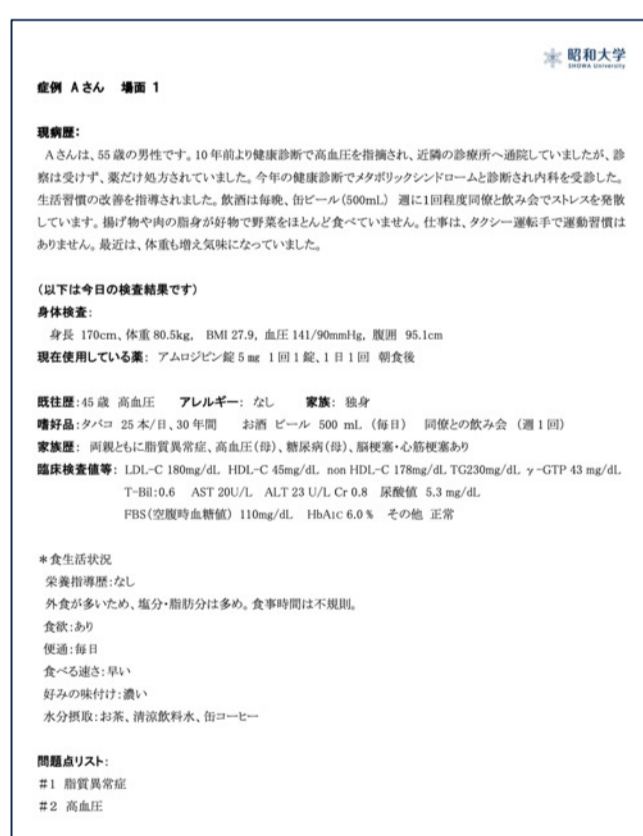 昭和大学
SHOWA University
症例 Aさん 場面 1
現病歴：
Aさんは、55歳の男性です。10年前より健康診断で高血圧を指摘され、近隣の診療所へ通院していましたが、診
察は受けず、薬だけ処方されていました。今年の健康診断でメタボリックシンドロームと診断され内科を受診した。
生活習慣の改善を指導されました。飲酒は毎晩、缶ビール（500mL） 週に1回程度同僚と飲み会でストレスを発散
しています。揚げ物や肉の脂身が好物で野菜をほとんど食べていません。仕事は、タクシー運転手で運動習慣は
ありません。最近は、体重も増え気味になっていました。
（以下は今日の検査結果です）
身体検査：
身長 170cm、体重 80.5kg, BMI 27.9, 血圧 141/90mmHg, 腹囲 95.1cm
現在使用している薬： アムロジピン錠 5 mg 1回1錠、1日1回 朝食後
既往歴：45歳 高血圧 アレルギー： なし 家族： 独身
嗜好品：タバコ 25本/日、30年間 お酒 ビール 500 mL （毎日） 同僚との飲み会 （週1回）
家族歴： 両親ともに脂質異常症、高血圧（母）、糖尿病（母）、脳梗塞・心筋梗塞あり
臨床検査値等： LDL-C 180mg/dL HDL-C 45mg/dL non HDL-C 178mg/dL TG230mg/dL γ-GTP 43 mg/dL
T-Bil：0.6 AST 20U/L ALT 23 U/L Cr 0.8 尿酸値 5.3 mg/dL
FBS（空腹時血糖値） 110mg/dL HbA1C 6.0 % その他 正常
＊食生活状況
栄養指導歴：なし
外食が多いため、塩分・脂肪分は多め。食事時間は不規則。
食欲：あり
便通：毎日
食べる速さ：早い
好みの味付け：濃い
水分摂取：お茶、清涼飲料水、缶コーヒー
問題点リスト：
#1 脂質異常症
#2 高血圧